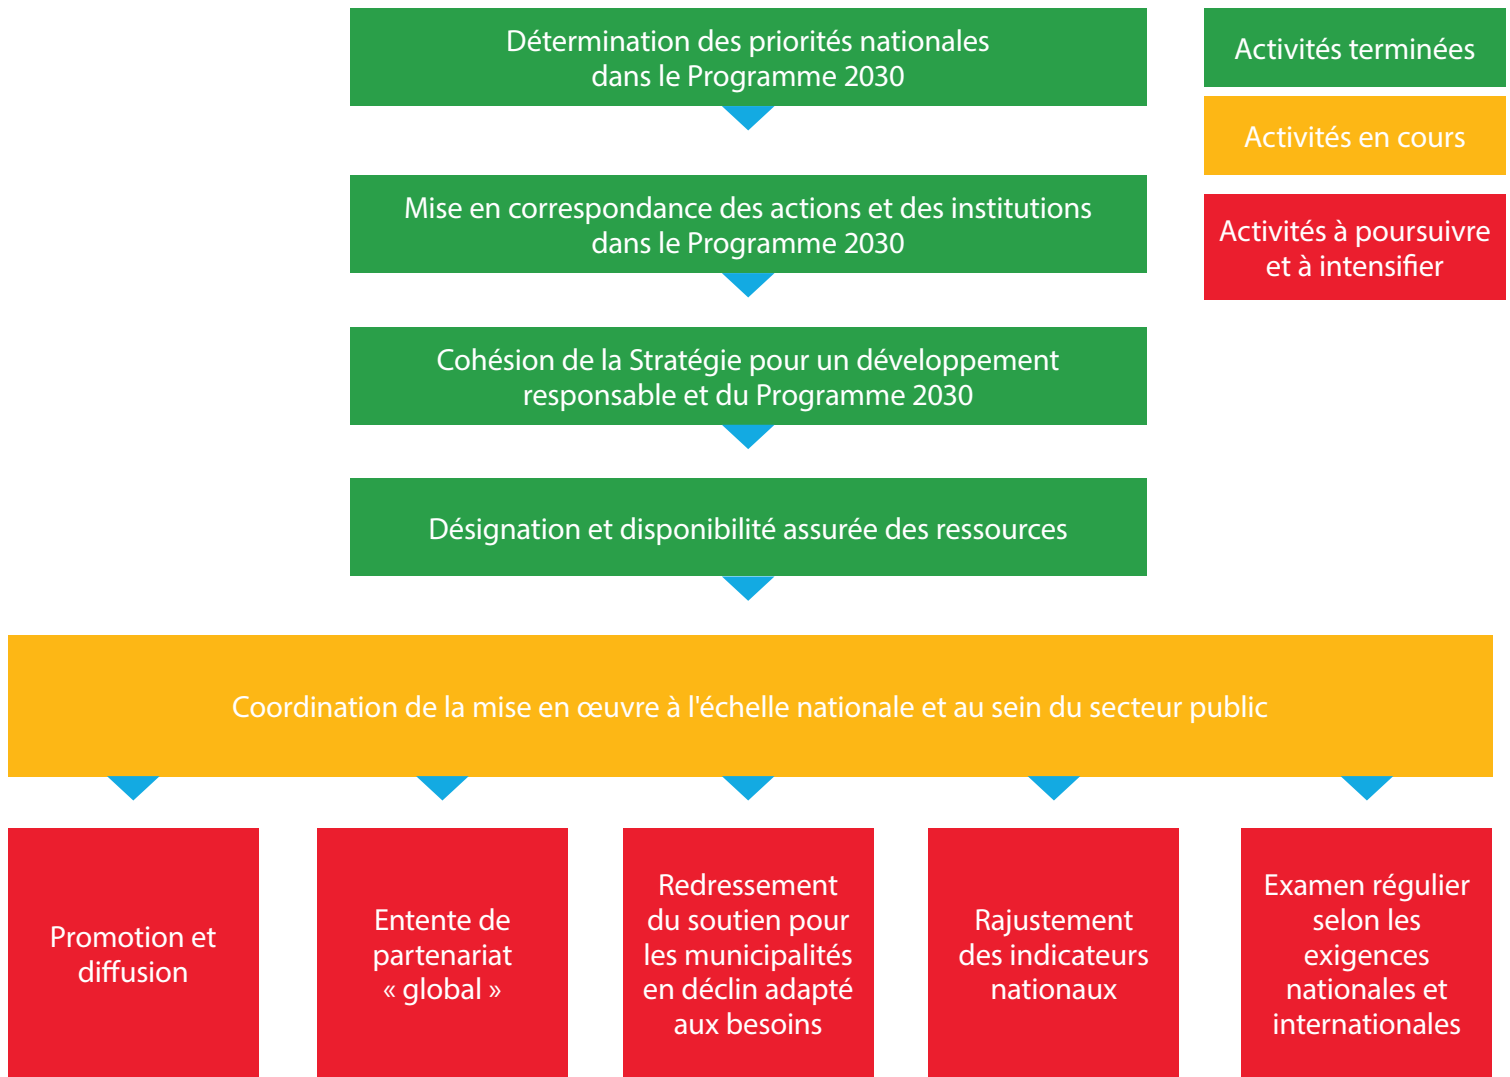 Détermination des priorités nationales
dans le Programme 2030
Activités terminées
Activités en cours
Activités à poursuivre
et à intensifier
Mise en correspondance des actions et des institutions
dans le Programme 2030
Cohésion de la Stratégie pour un développement
responsable et du Programme 2030
Désignation et disponibilité assurée des ressources
Coordination de la mise en œuvre à l'échelle nationale et au sein du secteur public
Promotion et
diffusion
Entente de
partenariat
« global »
Redressement
du soutien pour
les municipalités
en déclin adapté
aux besoins
Rajustement
des indicateurs
nationaux
Examen régulier
selon les
exigences
nationales et
internationales